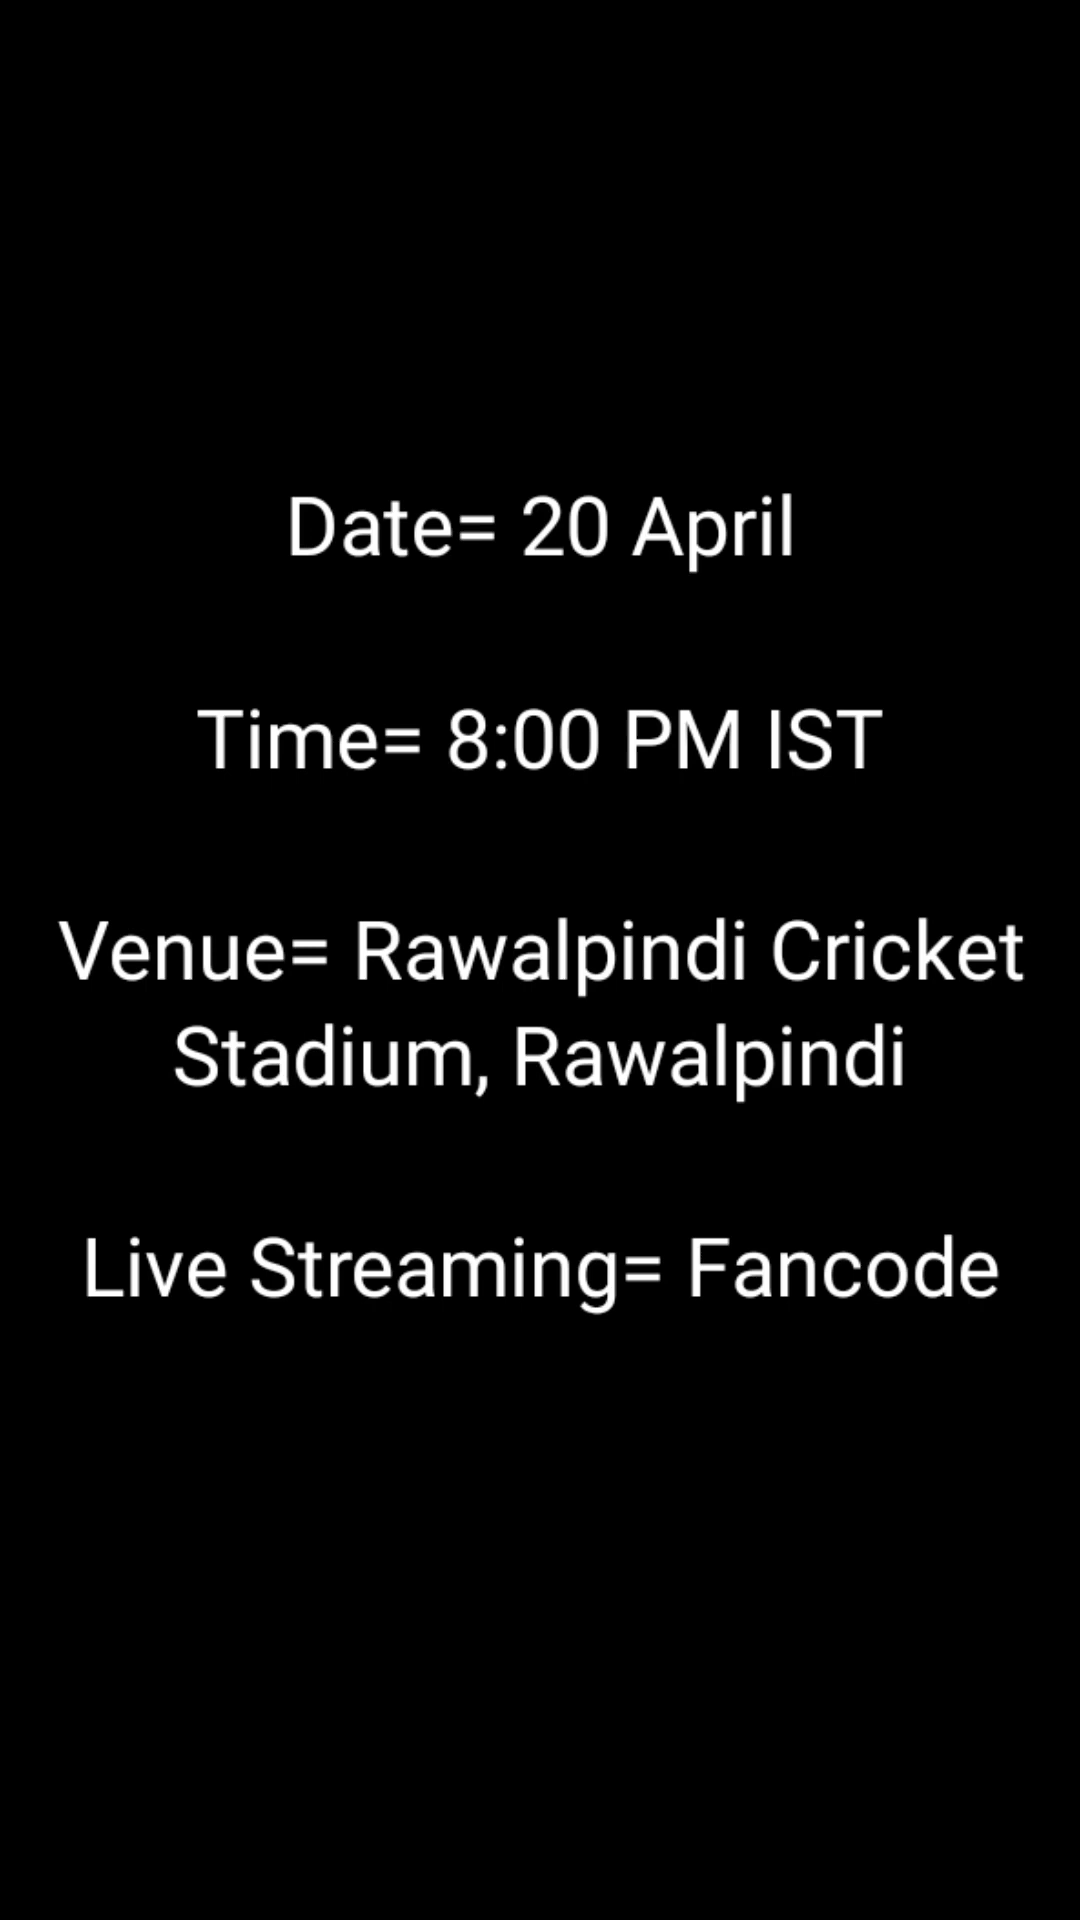 Date= 20 April
Time= 8:00 PM IST
Venue= Rawalpindi Cricket
Stadium, Rawalpindi
Live Streaming= Fancode